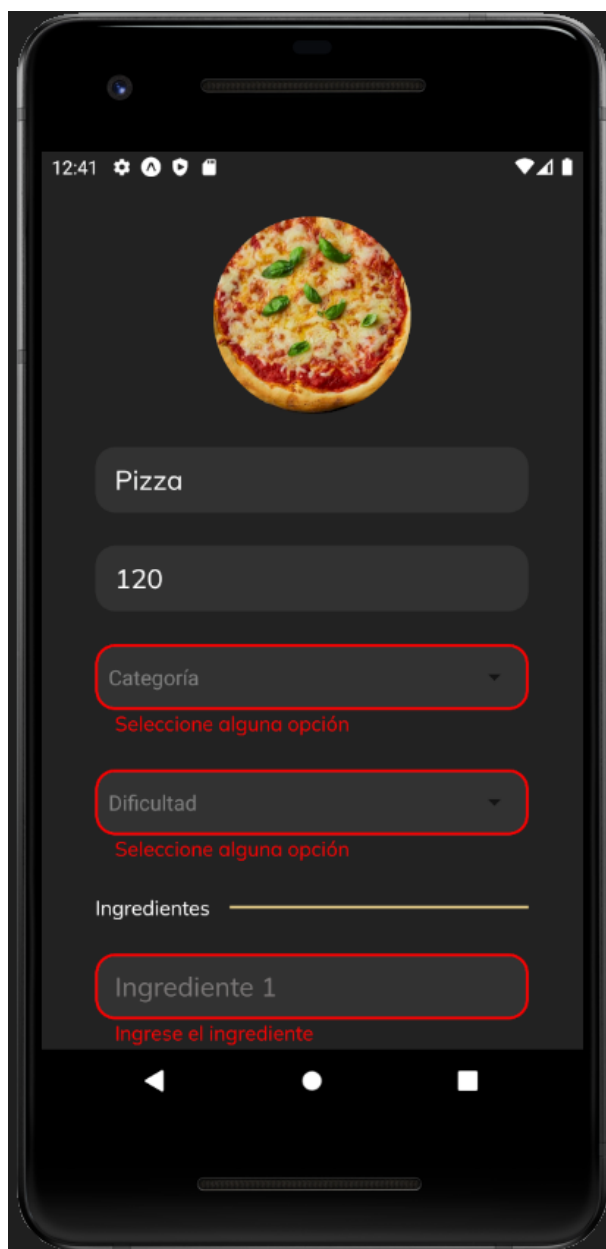 12:41
Pizza
120
Categoría
Seleccione alguna opción
Dificultad
Seleccione alguna opción
Ingredientes
Ingrediente 1
Ingrese el ingrediente